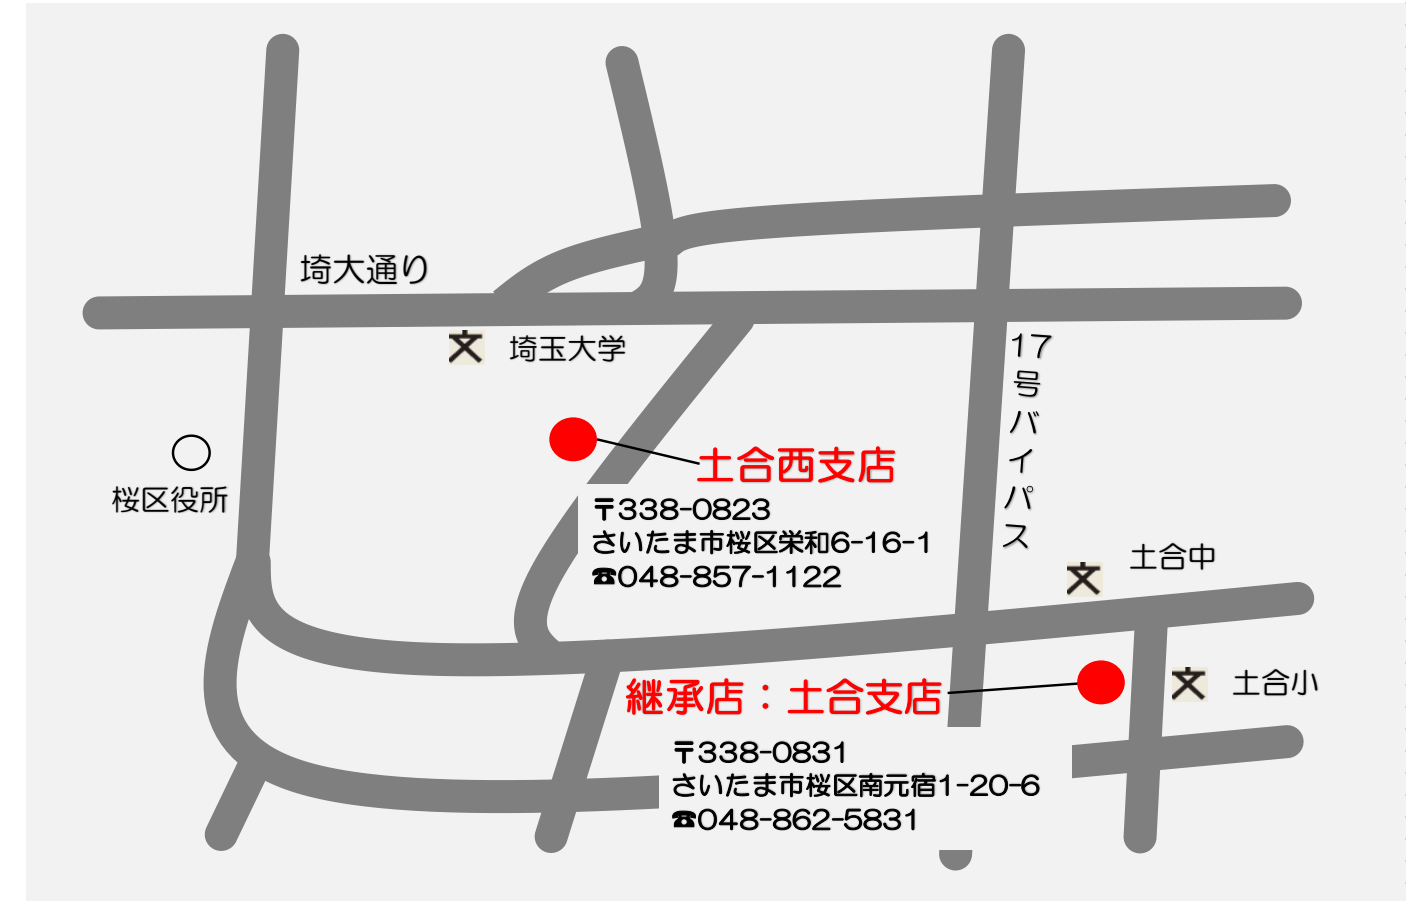 埼大通り
埼玉大学
17号バイパス
桜区役所
土合西支店
〒338-0823
さいたま市桜区栄和6-16-1
☎048-857-1122
土合中
継承店：土合支店
土合小
〒338-0831
さいたま市桜区南元宿1-20-6
☎048-862-5831